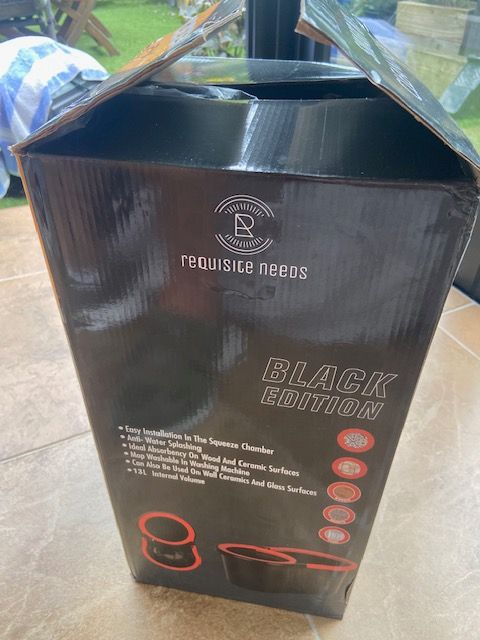 R
reQuisite needs
BLACK
EDITION
• Easy Installation In The Squeeze Chamber
• Anti- Water Splashing
• Ideal Absorbency On Wood And Ceramic Surfaces
• Mop Washable In Washing Machine
• Can Also Be Used On Wall Ceramics And Glass Surfaces
• 13L Internal Volume